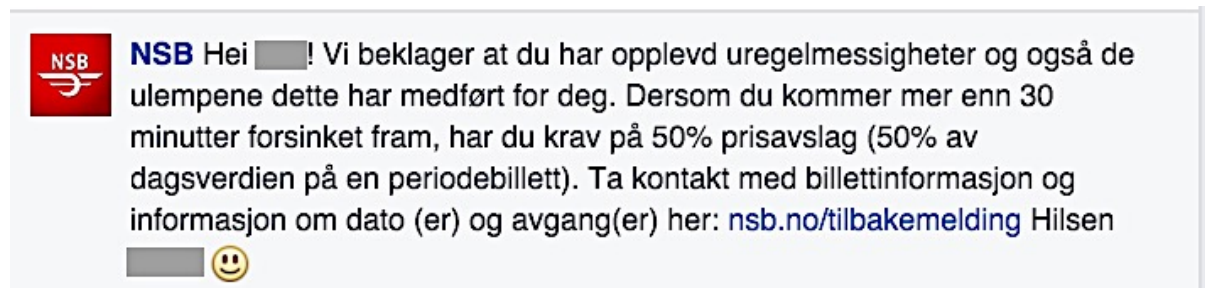 NSB
NSB Hei ! Vi beklager at du har opplevd uregelmessigheter og også de
ulempene dette har medført for deg. Dersom du kommer mer enn 30
minutter forsinket fram, har du krav på 50% prisavslag (50% av
dagsverdien på en periodebillett). Ta kontakt med billettinformasjon og
informasjon om dato (er) og avgang(er) her: nsb.no/tilbakemelding Hilsen